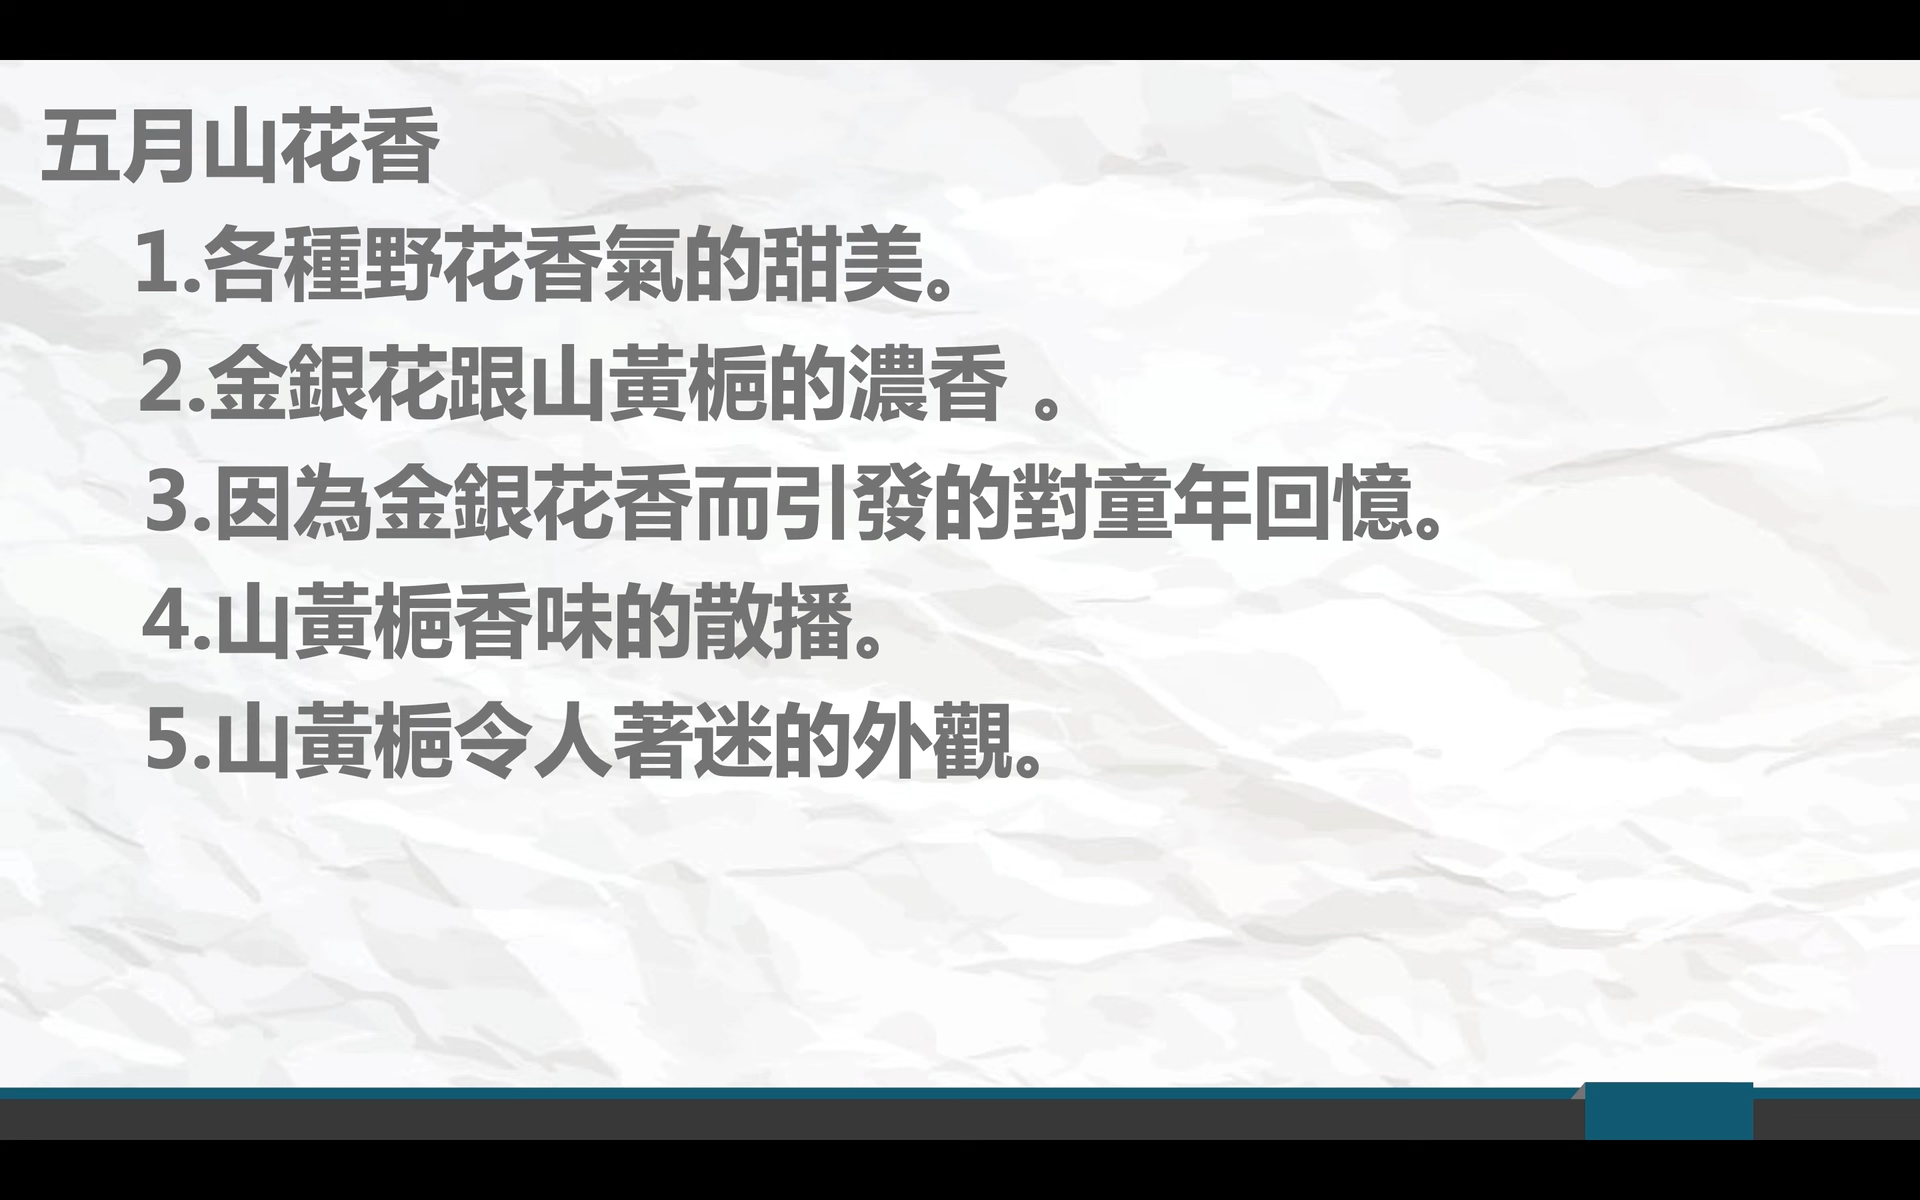 五月山花香
1.各種野花香氣的甜美。
2.金銀花跟山黃梔的濃香 。
3.因為金銀花香而引發的對童年回憶。
4.山黃梔香味的散播。
5.山黃梔令人著迷的外觀。